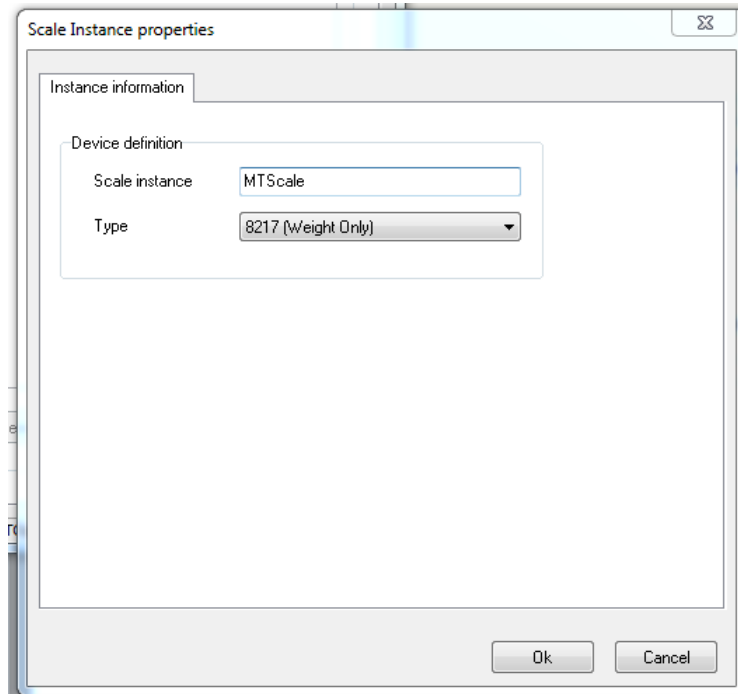 Scale Instance properties
Instance information
Device definition
Scale instance MTScale
Type 8217 (Weight Only)
Ok Cancel